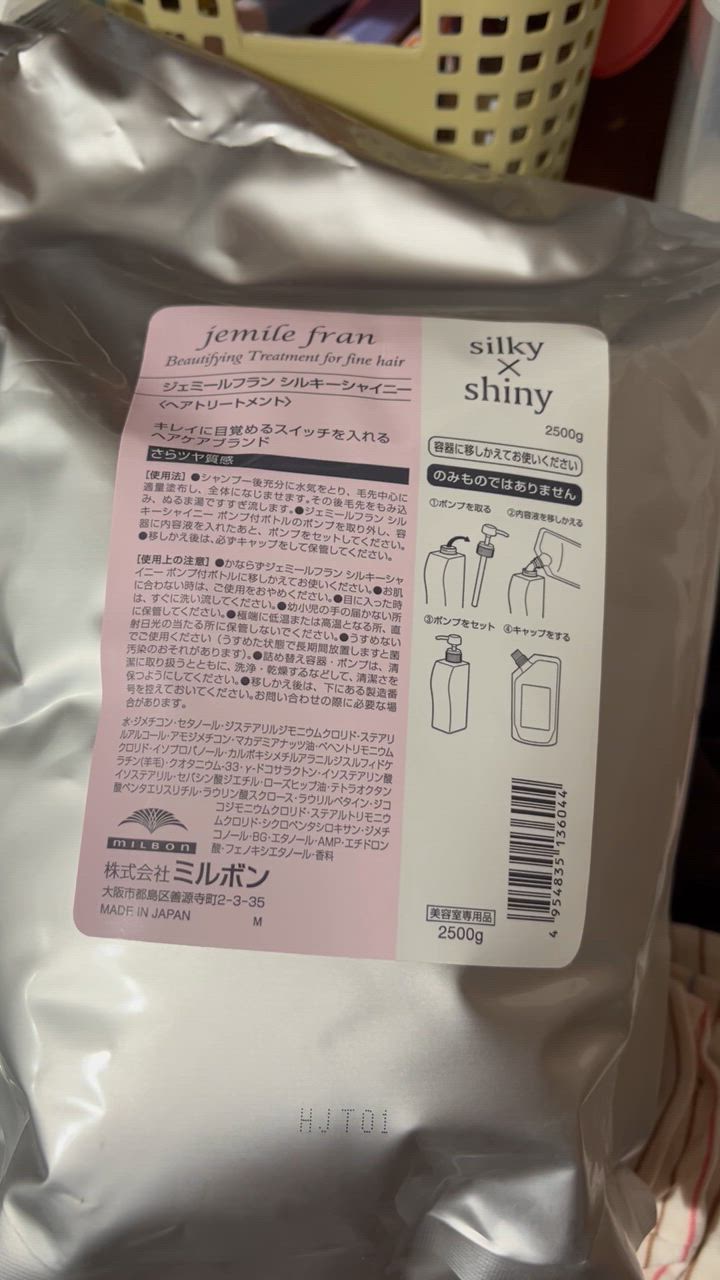 jemile fran
Beautifying Treatment for fine hair
ジェミールフラン シルキーシャイニー
〈ヘアトリートメント〉
キレイに目覚めるスイッチを入れる
ヘアケアブランド
さらツヤ質感
［使用法］●シャンプー後充分に水気をとり、毛先中心に
適量塗布し、全体になじませます。その後毛先をもみ込
み、ぬるま湯ですすぎ流します。●ジェミールフラン シル
キーシャイニー ポンプ付ボトルのポンプを取り外し、容
器に内容液を入れたあと、ポンプをセットしてください。
●移しかえ後は、必ずキャップをして保管してください。
［使用上の注意］●かならずジェミールフラン シルキーシャ
イニー ポンプ付ボトルに移しかえてお使いください。●お肌
に合わない時は、ご使用をおやめください。●目に入った時
は、すぐに洗い流してください。●幼小児の手の届かない所
に保管してください。●極端に低温または高温となる所、直
射日光の当たる所に保管しないでください。●うすめない
でご使用ください（うすめた状態で長期間放置しますと菌
汚染のおそれがあります）。●詰め替え容器・ポンプは、清
潔に取り扱うとともに、洗浄・乾燥するなどして、清潔さを
保つようにしてください。●移しかえ後は、下にある製造番
号を控えておいてください。お問い合わせの際に必要な場
合があります。
水・ジメチコン・セタノール・ジステアリルジモニウムクロリド・ステアリ
ルアルコール・アモジメチコン・マカデミアナッツ油・ベヘントリモニウム
クロリド・イソプロパノール・カルボキシメチルアラニルジスルフィドケ
ラチン(羊毛)・クオタニウム-33・γ-ドコサラクトン・イソステアリン酸
イソステアリル・セバシン酸ジエチル・ローズヒップ油・テトラオクタン
酸ペンタエリスリチル・ラウリン酸スクロース・ラウリルベタイン・ジコ
コジモニウムクロリド・ステアルトリモニウ
ムクロリド・シクロペンタシロキサン・ジメチ
コノール・BG・エタノール・AMP・エチドロン
酸・フェノキシエタノール・香料
MILBON
株式会社ミルボン
大阪市都島区善源寺町2-3-35
MADE IN JAPAN
M
silky
×
shiny
2500g
容器に移しかえてお使いください
のみものではありません
①ポンプを取る
②内容液を移しかえる
③ポンプをセット
④キャップをする
4 954835 136044
美容室専用品
2500g
HJT01